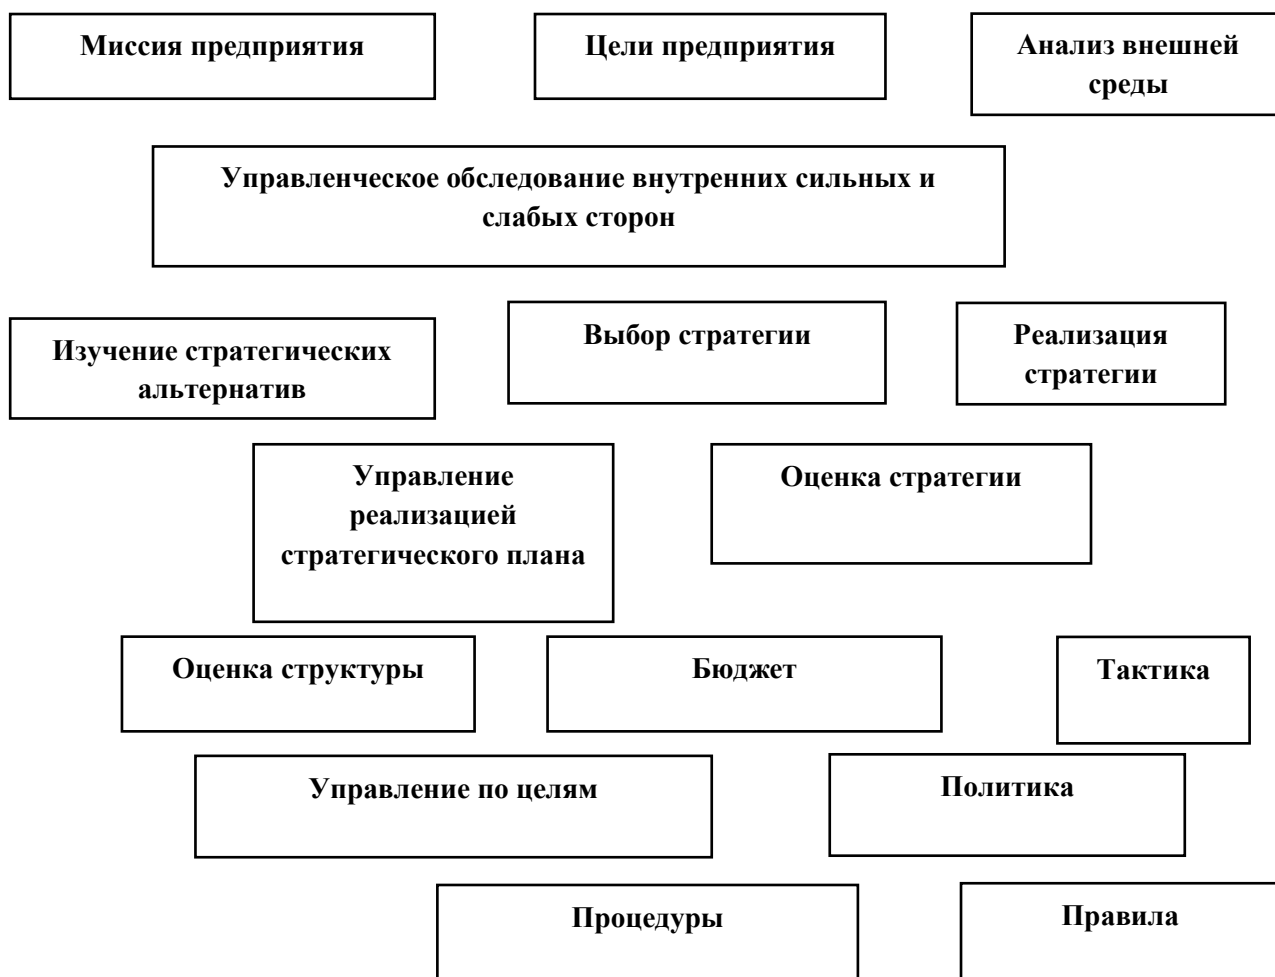 Миссия предприятия
Цели предприятия
Анализ внешней
среды
Управленческое обследование внутренних сильных и
слабых сторон
Изучение стратегических
альтернатив
Выбор стратегии
Реализация
стратегии
Управление
реализацией
стратегического плана
Оценка стратегии
Оценка структуры
Бюджет
Тактика
Управление по целям
Политика
Процедуры
Правила